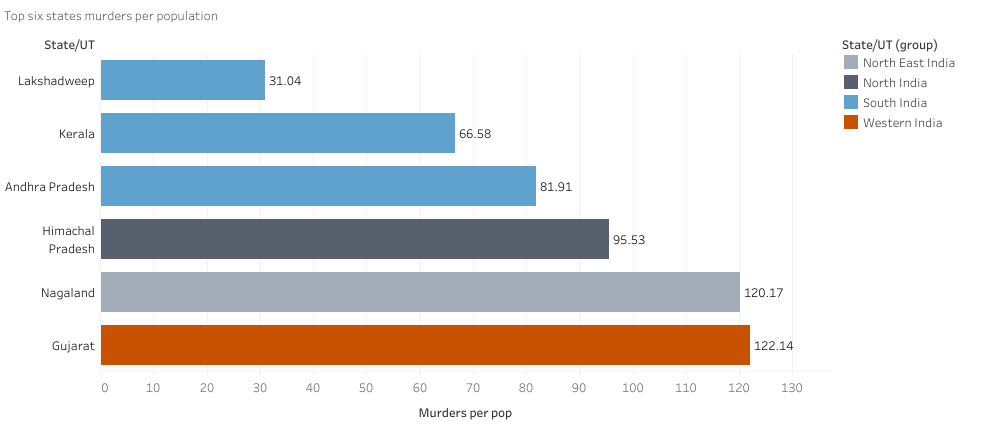 Top six states murders per population
State/UT
Lakshadweep 31.04
Kerala 66.58
Andhra Pradesh 81.91
Himachal
Pradesh 95.53
Nagaland 120.17
Gujarat 122.14
0 10 20 30 40 50 60 70 80 90 100 110 120 130
Murders per pop
State/UT (group)
North East India
North India
South India
Western India